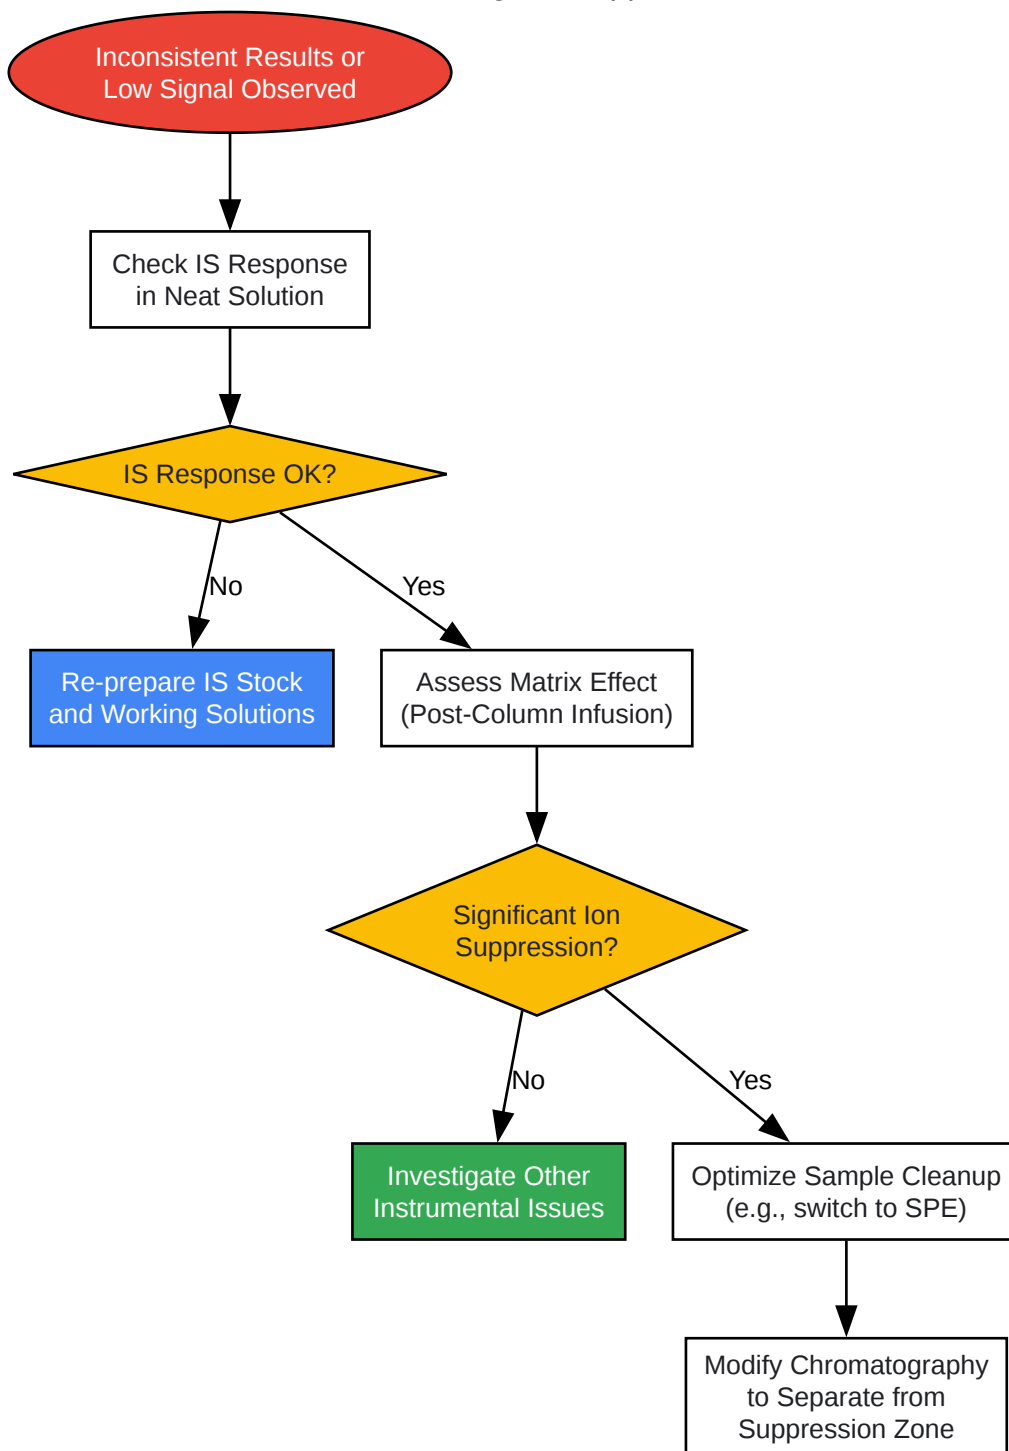 Inconsistent Results or
Low Signal Observed
Check IS Response
in Neat Solution
IS Response OK?
No
Yes
Re-prepare IS Stock
and Working Solutions
Assess Matrix Effect
(Post-Column Infusion)
Significant Ion
Suppression?
No
Yes
Investigate Other
Instrumental Issues
Optimize Sample Cleanup
(e.g., switch to SPE)
Modify Chromatography
to Separate from
Suppression Zone